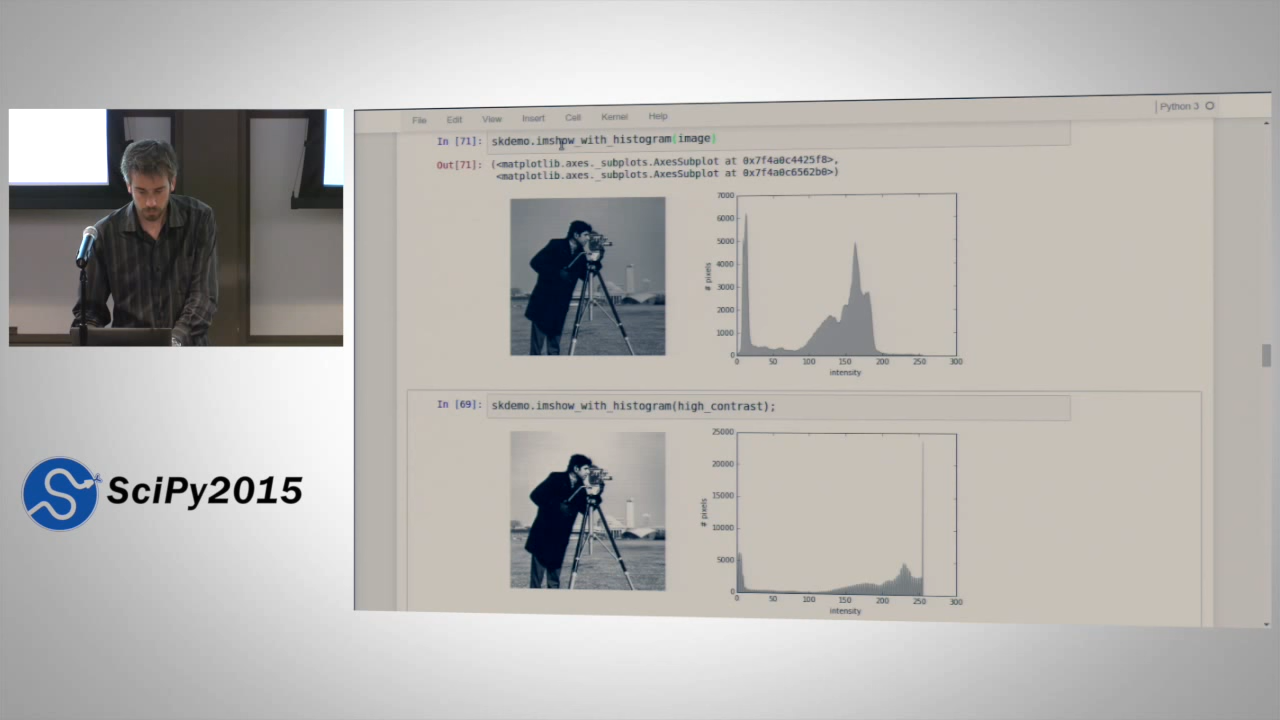 File Edit View Insert Cell Kernel Help
Python 3
In [71]: skdemo.imshow_with_histogram(image)
Out[71]: (<matplotlib.axes._subplots.AxesSubplot at 0x7f4a0c4425f8>,
<matplotlib.axes._subplots.AxesSubplot at 0x7f4a0c6562b0>)
7000
6000
5000
4000
3000
2000
1000
0
# pixels
0 50 100 150 200 250 300
intensity
In [69]: skdemo.imshow_with_histogram(high_contrast);
25000
20000
15000
10000
5000
0
# pixels
0 50 100 150 200 250 300
intensity
SciPy2015